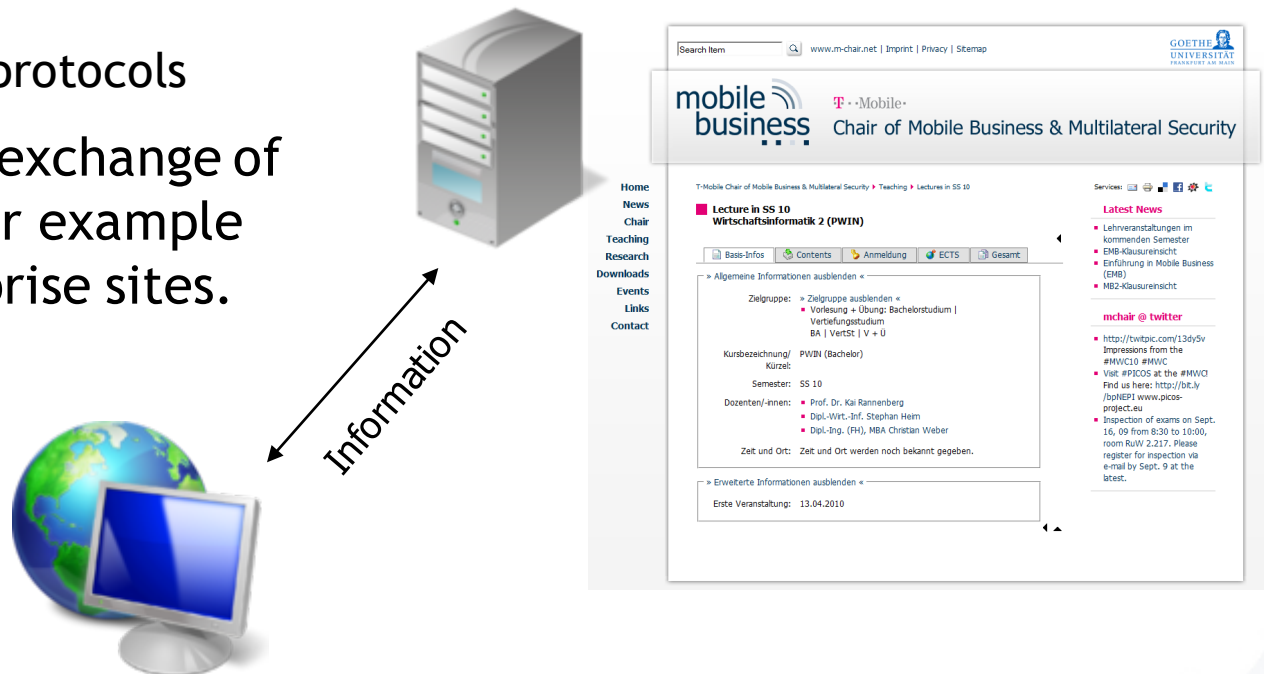 protocols
exchange of
r example
rise sites.
Information
Search Item
www.m-chair.net | Imprint | Privacy | Sitemap
GOETHE
UNIVERSITÄT
FRANKFURT AM MAIN
mobile
business
T··Mobile·
Chair of Mobile Business & Multilateral Security
Home
News
Chair
Teaching
Research
Downloads
Events
Links
Contact
T-Mobile Chair of Mobile Business & Multilateral Security Teaching Lectures in SS 10
Lecture in SS 10
Wirtschaftsinformatik 2 (PWIN)
Basis-Infos
Contents
Anmeldung
ECTS
Gesamt
» Allgemeine Informationen ausblenden «
Zielgruppe: » Zielgruppe ausblenden «
Vorlesung + Übung: Bachelorstudium |
Vertiefungsstudium
BA | VertSt | V + Ü
Kursbezeichnung/ PWIN (Bachelor)
Kürzel:
Semester: SS 10
Dozenten/-innen: Prof. Dr. Kai Rannenberg
Dipl.-Wirt.-Inf. Stephan Heim
Dipl.-Ing. (FH), MBA Christian Weber
Zeit und Ort: Zeit und Ort werden noch bekannt gegeben.
» Erweiterte Informationen ausblenden «
Erste Veranstaltung: 13.04.2010
Services:
Latest News
Lehrveranstaltungen im
kommenden Semester
EMB-Klausureinsicht
Einführung in Mobile Business
(EMB)
MB2-Klausureinsicht
mchair @ twitter
http://twitpic.com/13dy5v
Impressions from the
#MWC10 #MWC
Visit #PICOS at the #MWC!
Find us here: http://bit.ly
/bpNEPI www.picos-
project.eu
Inspection of exams on Sept.
16, 09 from 8:30 to 10:00,
room RuW 2.217. Please
register for inspection via
e-mail by Sept. 9 at the
latest.